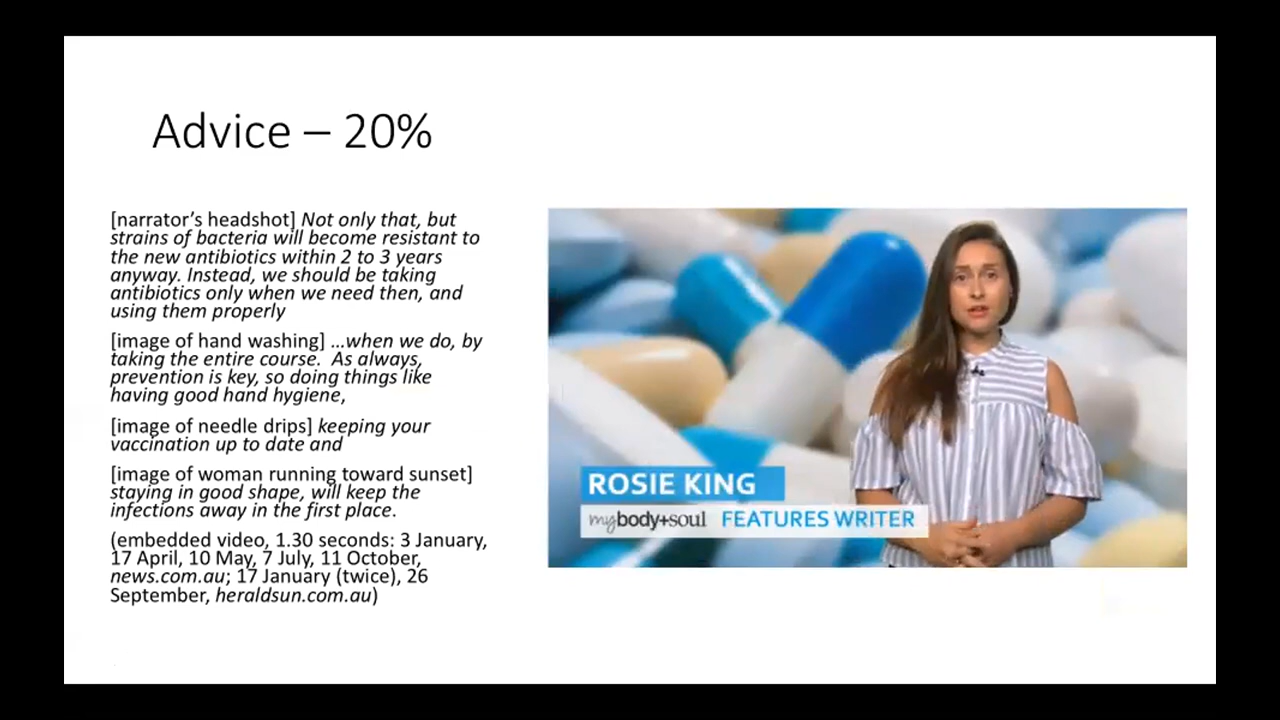 Advice – 20%
[narrator’s headshot] Not only that, but
strains of bacteria will become resistant to
the new antibiotics within 2 to 3 years
anyway. Instead, we should be taking
antibiotics only when we need then, and
using them properly
[image of hand washing] …when we do, by
taking the entire course.  As always,
prevention is key, so doing things like
having good hand hygiene,
[image of needle drips] keeping your
vaccination up to date and
[image of woman running toward sunset]
staying in good shape, will keep the
infections away in the first place.
(embedded video, 1.30 seconds: 3 January,
17 April, 10 May, 7 July, 11 October,
news.com.au; 17 January (twice), 26
September, heraldsun.com.au)
ROSIE KING
mybody+soul FEATURES WRITER